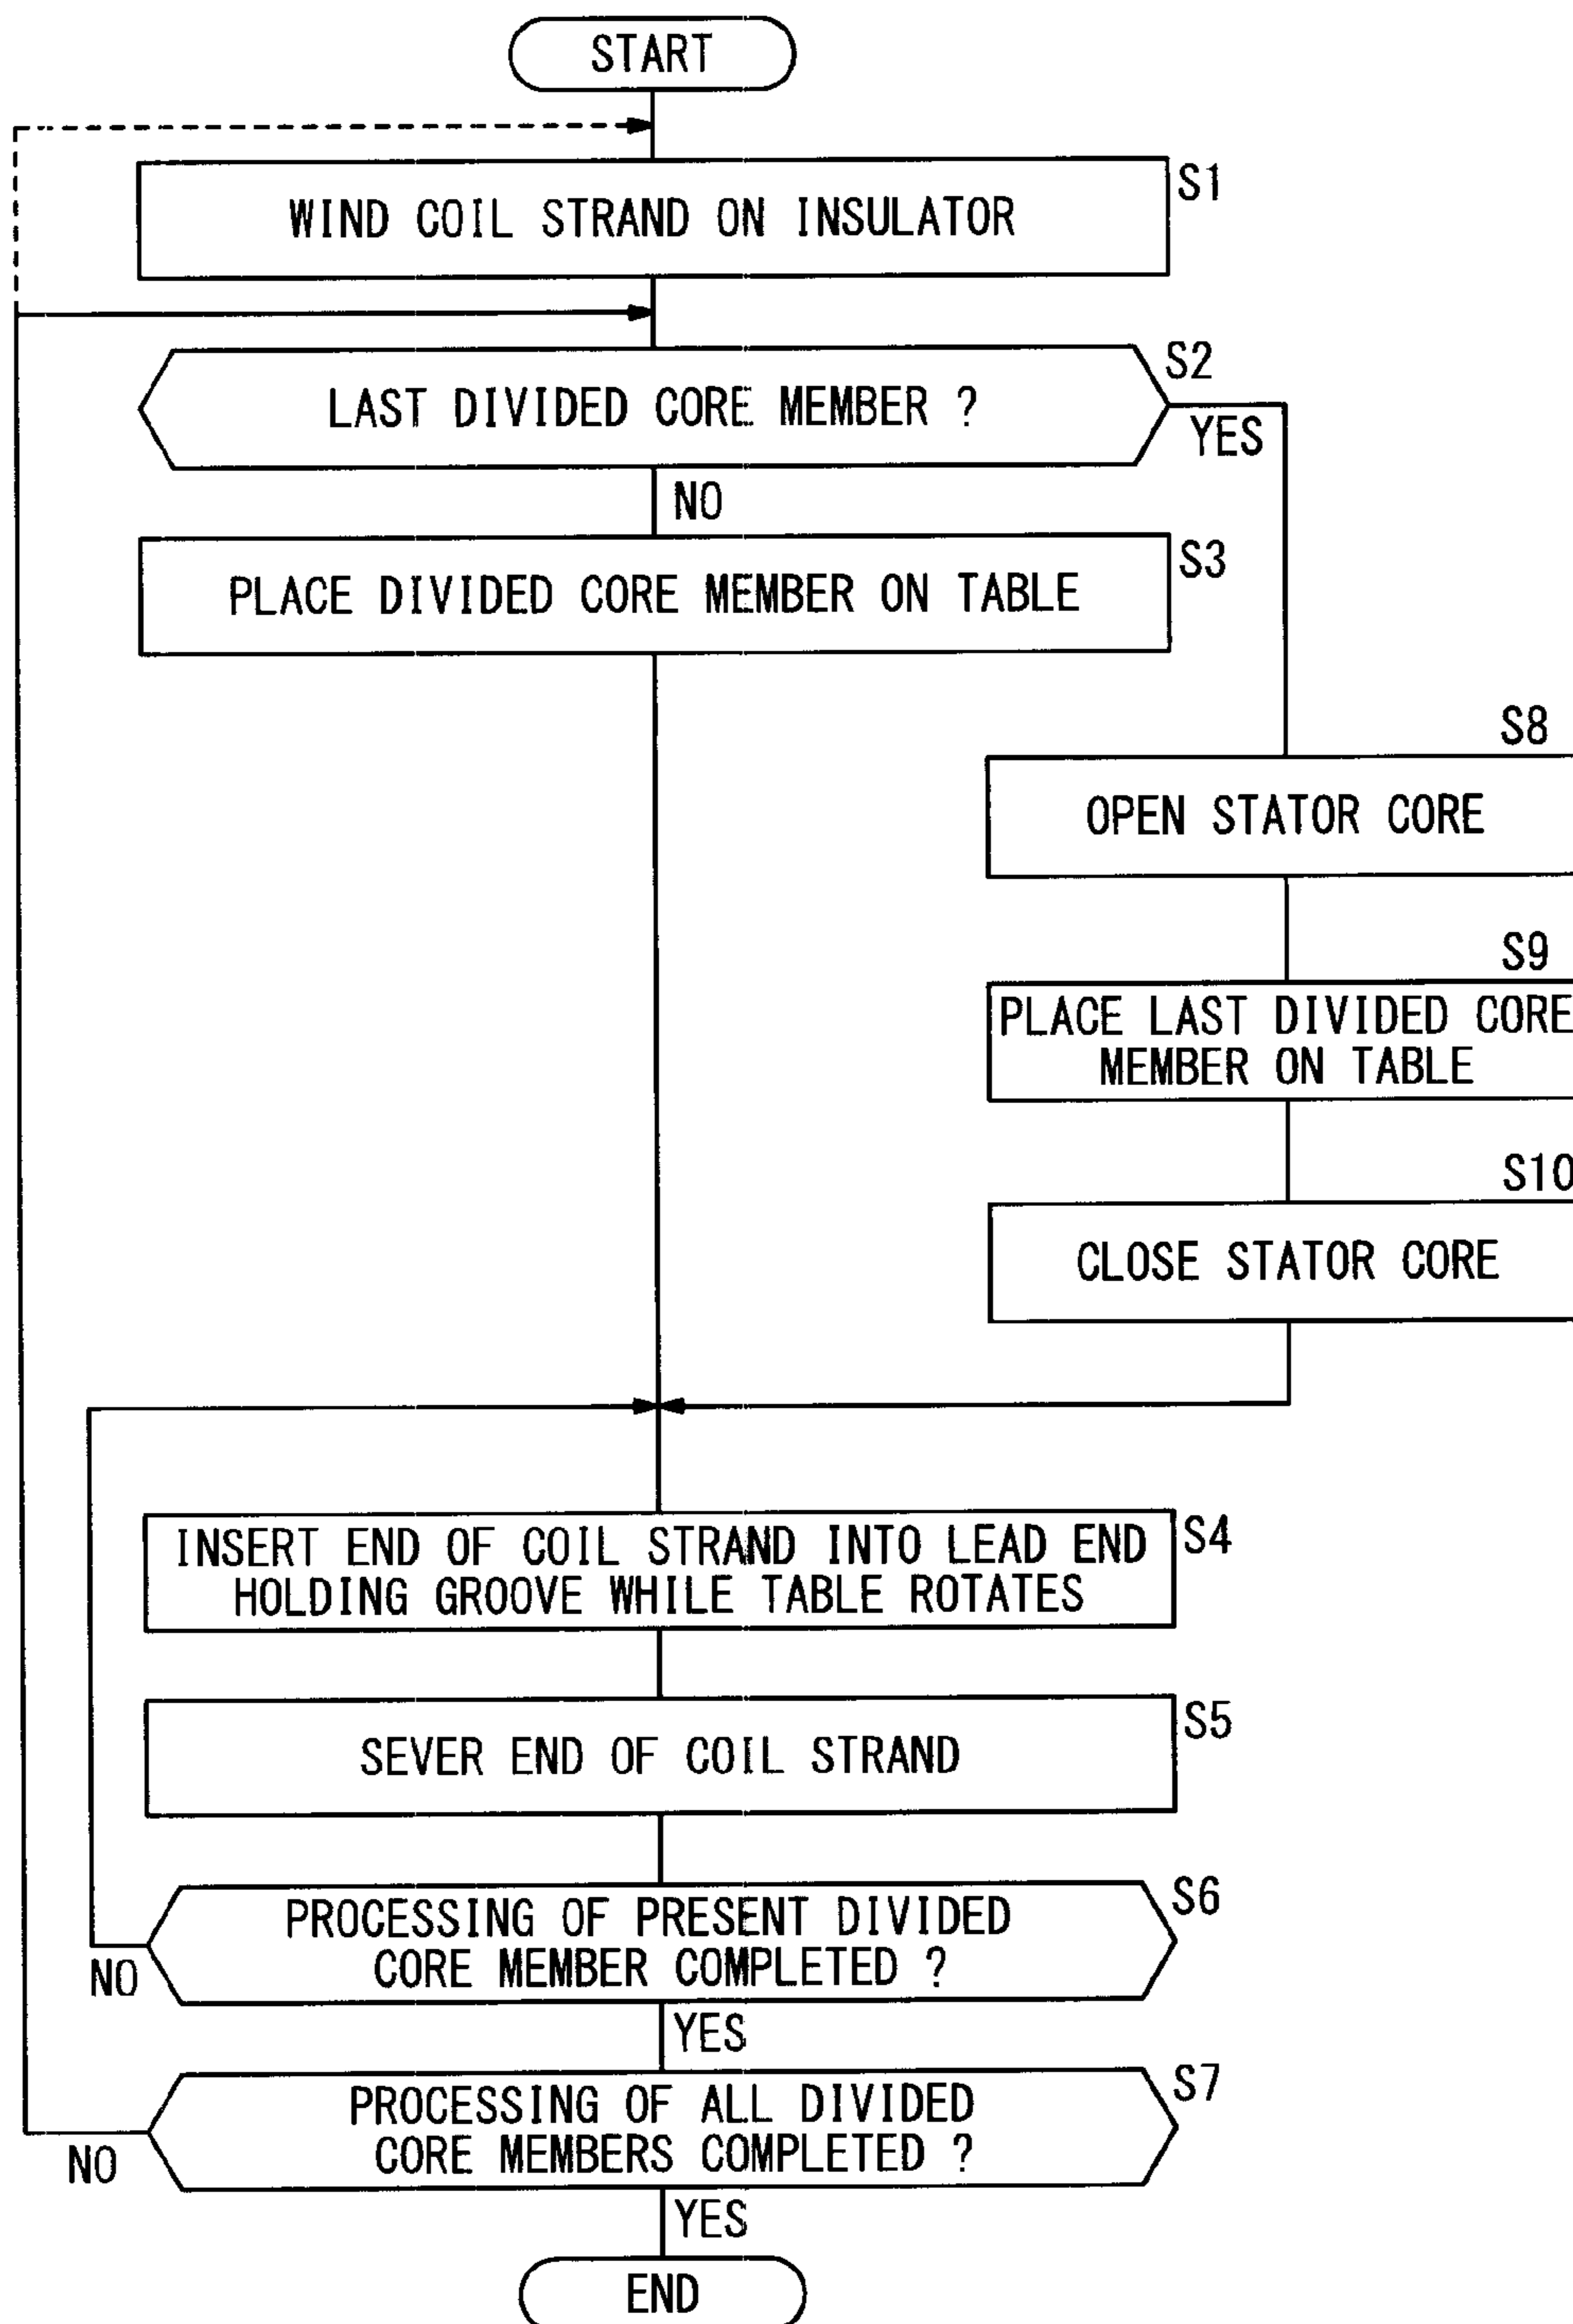 START
S1
WIND COIL STRAND ON INSULATOR
S2
LAST DIVIDED CORE MEMBER ?
YES
NO
S3
PLACE DIVIDED CORE MEMBER ON TABLE
S8
OPEN STATOR CORE
S9
PLACE LAST DIVIDED CORE
MEMBER ON TABLE
S10
CLOSE STATOR CORE
S4
INSERT END OF COIL STRAND INTO LEAD END
HOLDING GROOVE WHILE TABLE ROTATES
S5
SEVER END OF COIL STRAND
S6
PROCESSING OF PRESENT DIVIDED
CORE MEMBER COMPLETED ?
NO
YES
S7
PROCESSING OF ALL DIVIDED
CORE MEMBERS COMPLETED ?
NO
YES
END